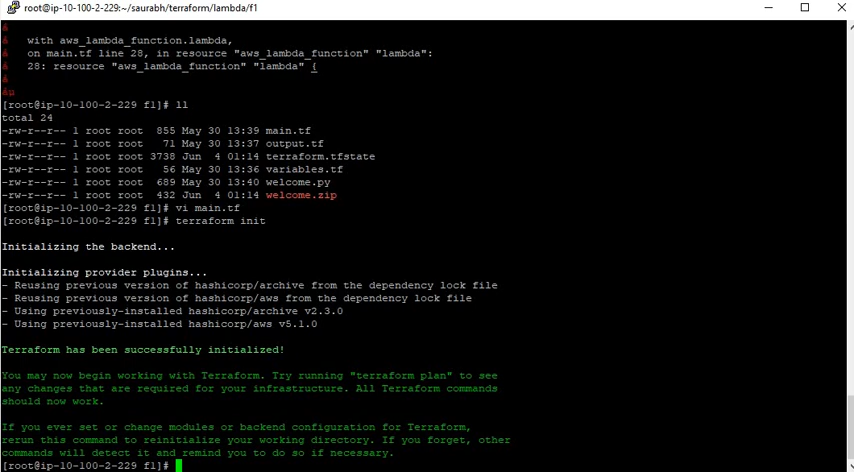 root@ip-10-100-2-229:~/saurabh/terraform/lambda/f1
with aws_lambda_function.lambda,
on main.tf line 28, in resource "aws_lambda_function" "lambda":
28: resource "aws_lambda_function" "lambda" {
[root@ip-10-100-2-229 f1]# ll
total 24
-rw-r--r-- 1 root root  855 May 30 13:39 main.tf
-rw-r--r-- 1 root root   71 May 30 13:37 output.tf
-rw-r--r-- 1 root root 3738 Jun  4 01:14 terraform.tfstate
-rw-r--r-- 1 root root   56 May 30 13:36 variables.tf
-rw-r--r-- 1 root root  689 May 30 13:40 welcome.py
-rw-r--r-- 1 root root  432 Jun  4 01:14 welcome.zip
[root@ip-10-100-2-229 f1]# vi main.tf
[root@ip-10-100-2-229 f1]# terraform init
Initializing the backend...
Initializing provider plugins...
- Reusing previous version of hashicorp/archive from the dependency lock file
- Reusing previous version of hashicorp/aws from the dependency lock file
- Using previously-installed hashicorp/archive v2.3.0
- Using previously-installed hashicorp/aws v5.1.0
Terraform has been successfully initialized!
You may now begin working with Terraform. Try running "terraform plan" to see
any changes that are required for your infrastructure. All Terraform commands
should now work.
If you ever set or change modules or backend configuration for Terraform,
rerun this command to reinitialize your working directory. If you forget, other
commands will detect it and remind you to do so if necessary.
[root@ip-10-100-2-229 f1]#